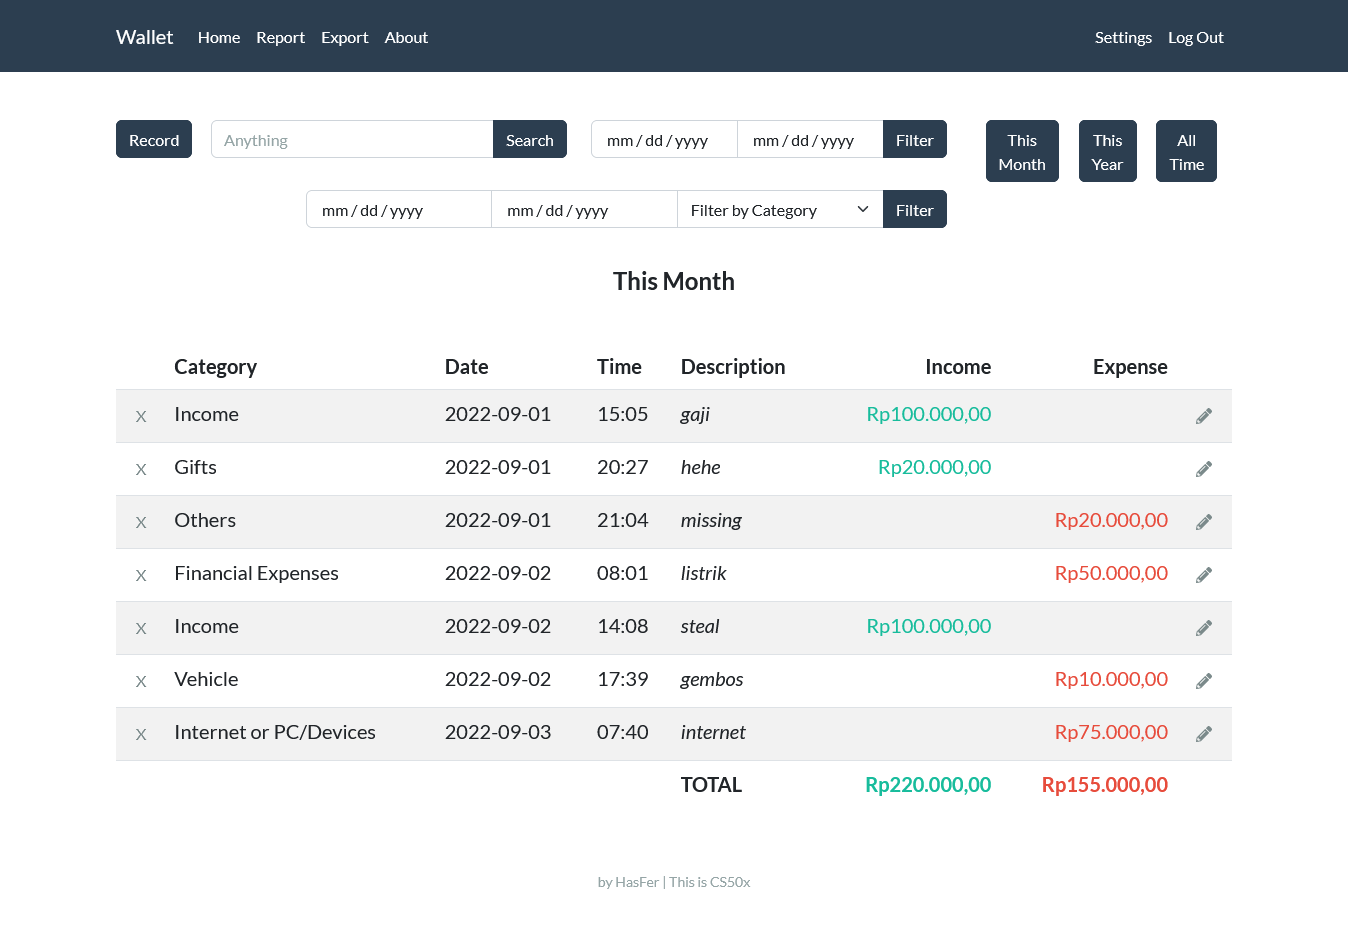 Wallet Home Report Export About Settings Log Out
Record Anything Search mm / dd / yyyy mm / dd / yyyy Filter This Month This Year All Time
mm / dd / yyyy mm / dd / yyyy Filter by Category Filter
This Month
Category Date Time Description Income Expense
X Income 2022-09-01 15:05 gaji Rp100.000,00
X Gifts 2022-09-01 20:27 hehe Rp20.000,00
X Others 2022-09-01 21:04 missing Rp20.000,00
X Financial Expenses 2022-09-02 08:01 listrik Rp50.000,00
X Income 2022-09-02 14:08 steal Rp100.000,00
X Vehicle 2022-09-02 17:39 gembos Rp10.000,00
X Internet or PC/Devices 2022-09-03 07:40 internet Rp75.000,00
TOTAL Rp220.000,00 Rp155.000,00
by HasFer | This is CS50x